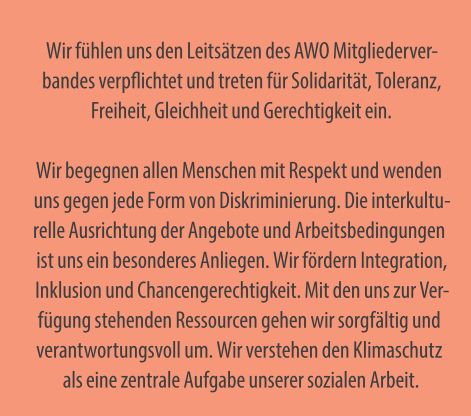 Wir fühlen uns den Leitsätzen des AWO Mitgliederver-
bandes verpflichtet und treten für Solidarität, Toleranz,
Freiheit, Gleichheit und Gerechtigkeit ein.
Wir begegnen allen Menschen mit Respekt und wenden
uns gegen jede Form von Diskriminierung. Die interkultu-
relle Ausrichtung der Angebote und Arbeitsbedingungen
ist uns ein besonderes Anliegen. Wir fördern Integration,
Inklusion und Chancengerechtigkeit. Mit den uns zur Ver-
fügung stehenden Ressourcen gehen wir sorgfältig und
verantwortungsvoll um. Wir verstehen den Klimaschutz
als eine zentrale Aufgabe unserer sozialen Arbeit.